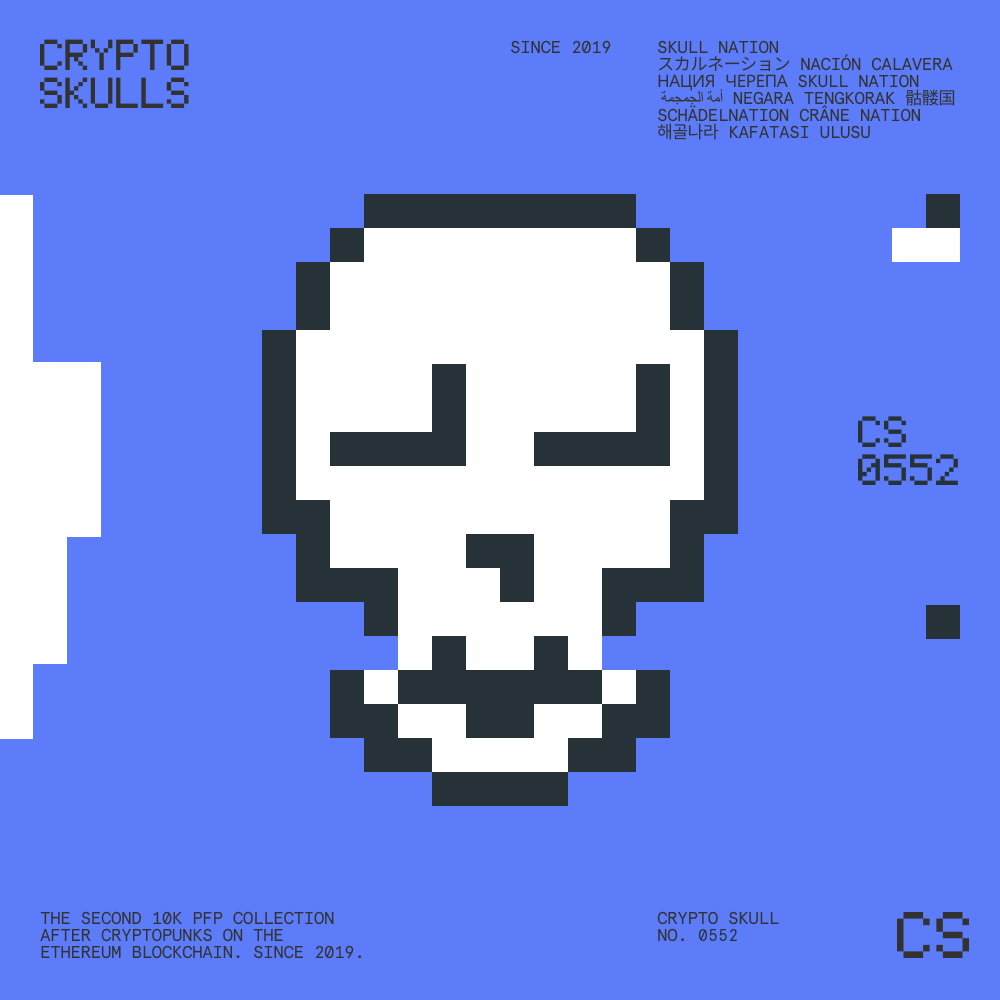 CRYPTO
SKULLS
SINCE 2019
SKULL NATION
スカルネーション NACIÓN CALAVERA
НАЦИЯ ЧЕРЕПА SKULL NATION
أمة الجمجمة NEGARA TENGKORAK 骷髅国
SCHÄDELNATION CRÂNE NATION
해골나라 KAFATASI ULUSU
CS
0552
THE SECOND 10K PFP COLLECTION
AFTER CRYPTOPUNKS ON THE
ETHEREUM BLOCKCHAIN. SINCE 2019.
CRYPTO SKULL
NO. 0552
CS